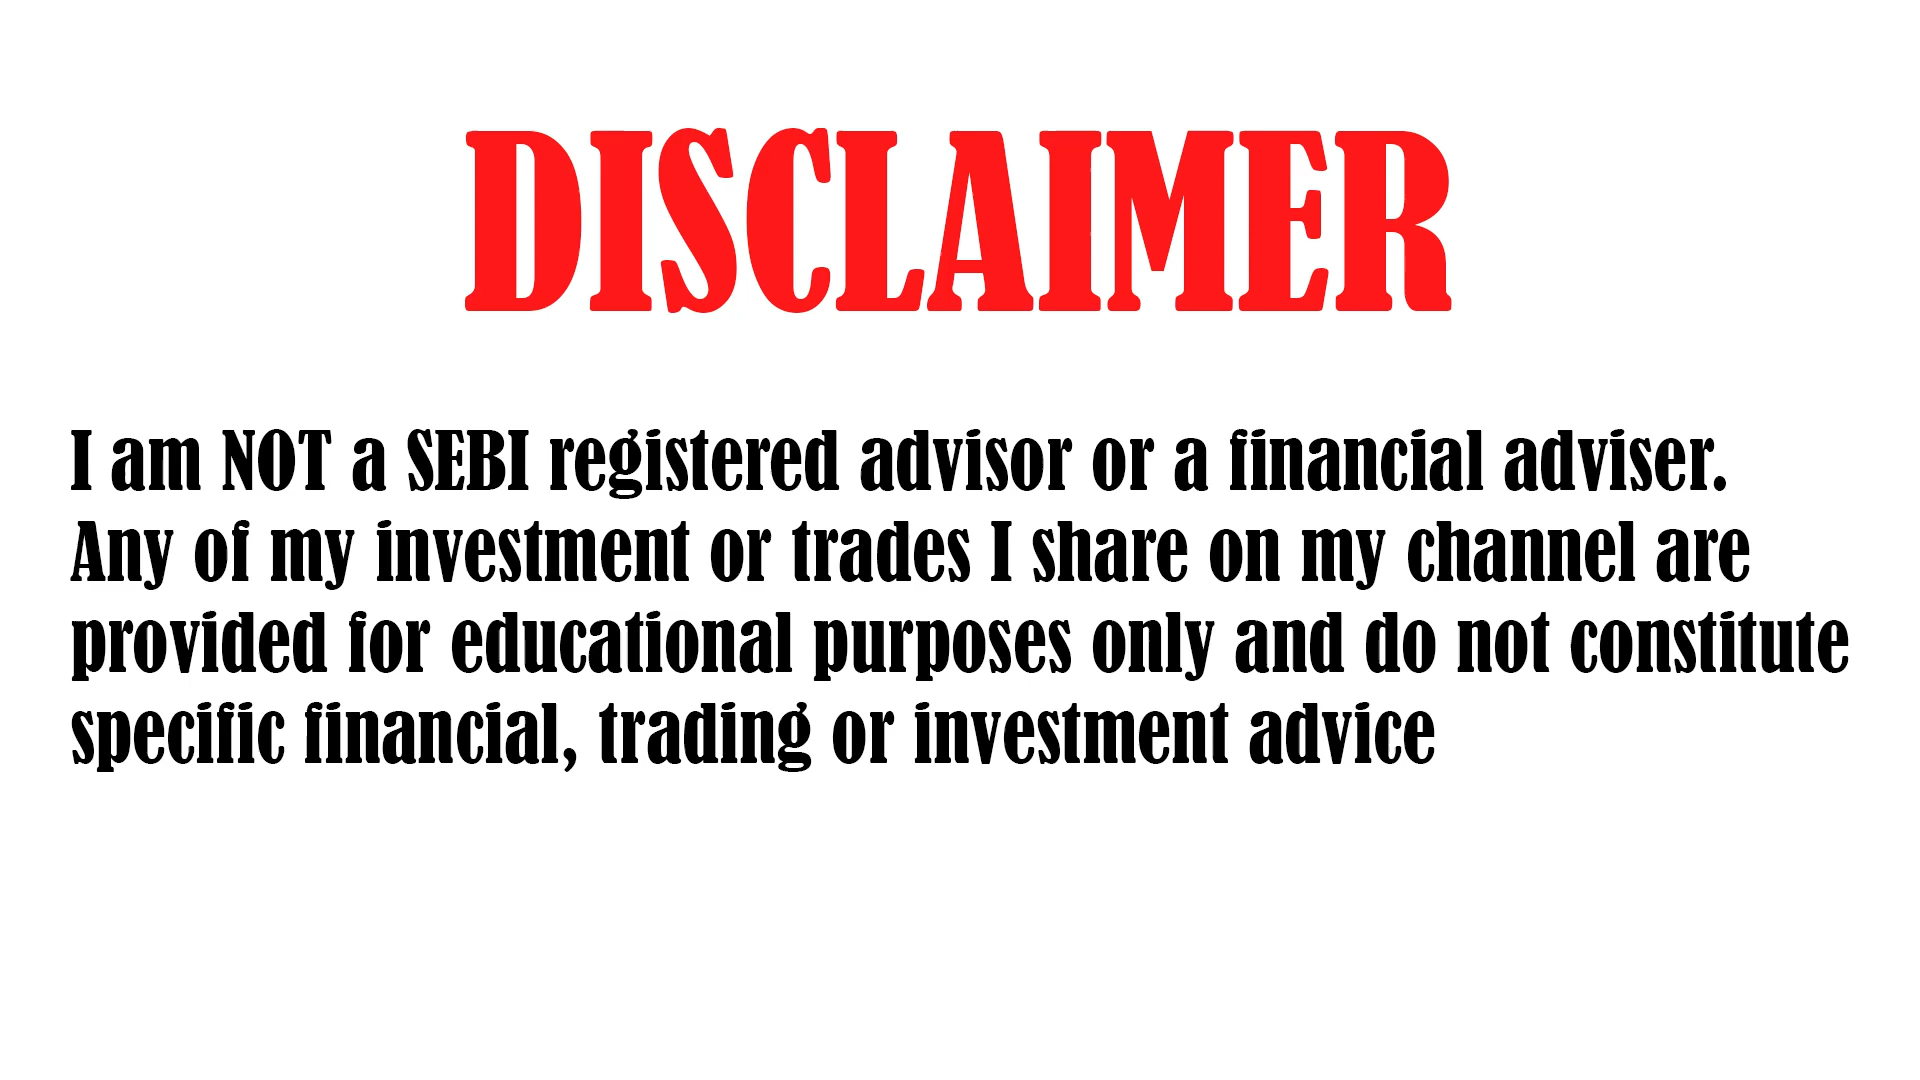 DISCLAIMER
I am NOT a SEBI registered advisor or a financial adviser.
Any of my investment or trades I share on my channel are
provided for educational purposes only and do not constitute
specific financial, trading or investment advice